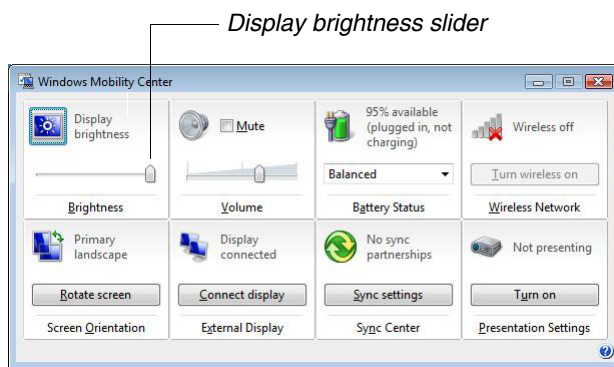 Display brightness slider
Windows Mobility Center
Display
brightness
Mute
95% available
(plugged in, not
charging)
Wireless off
Balanced
Turn wireless on
Brightness
Volume
Battery Status
Wireless Network
Primary
landscape
Display
connected
No sync
partnerships
Not presenting
Rotate screen
Connect display
Sync settings
Turn on
Screen Orientation
External Display
Sync Center
Presentation Settings
?